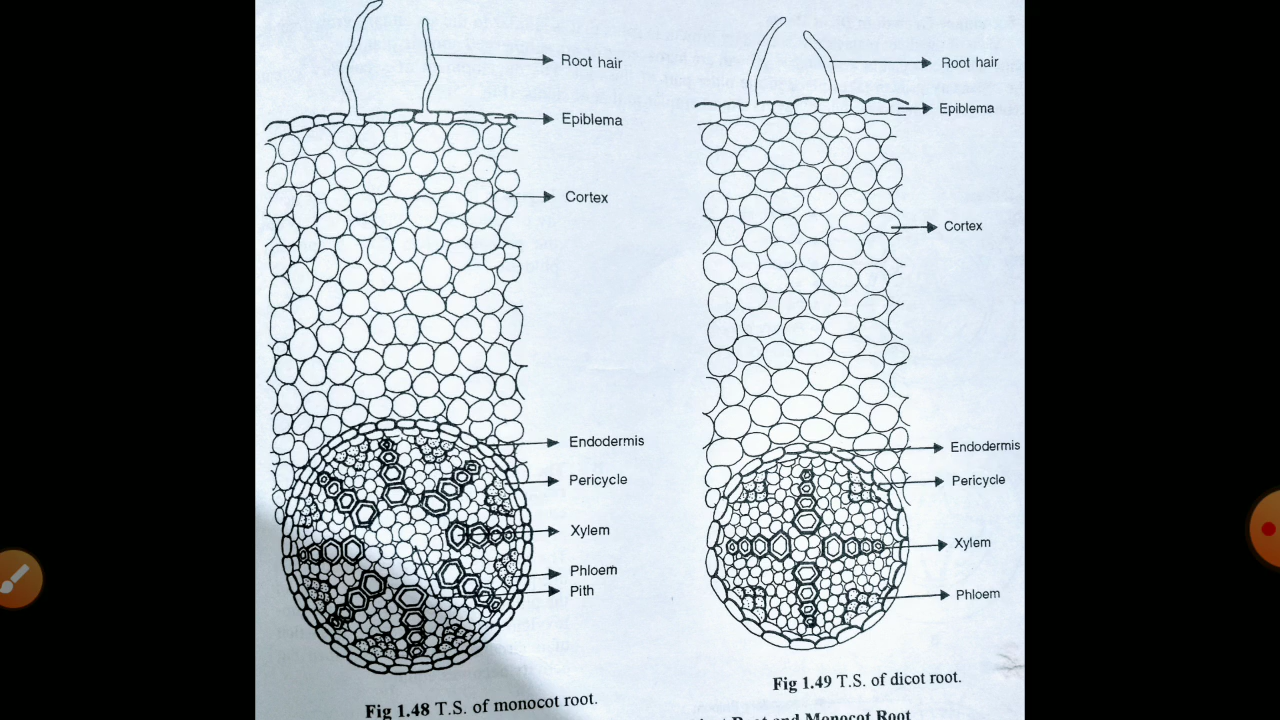 Root hair
Epiblema
Cortex
Endodermis
Pericycle
Xylem
Phloem
Pith
Fig 1.48 T.S. of monocot root.
Root hair
Epiblema
Cortex
Endodermis
Pericycle
Xylem
Phloem
Fig 1.49 T.S. of dicot root.
Root and Monocot Root